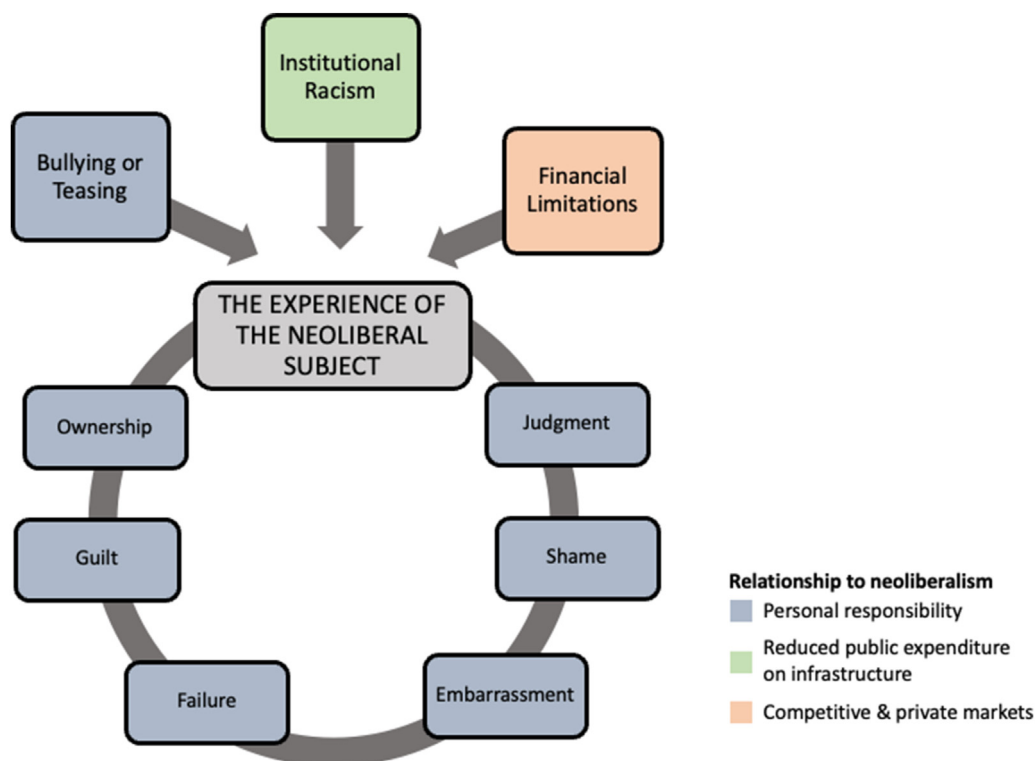 Institutional
Racism
Bullying or
Teasing
Financial
Limitations
THE EXPERIENCE OF
THE NEOLIBERAL
SUBJECT
Ownership
Judgment
Guilt
Shame
Failure
Embarrassment
Relationship to neoliberalism
Personal responsibility
Reduced public expenditure
on infrastructure
Competitive & private markets